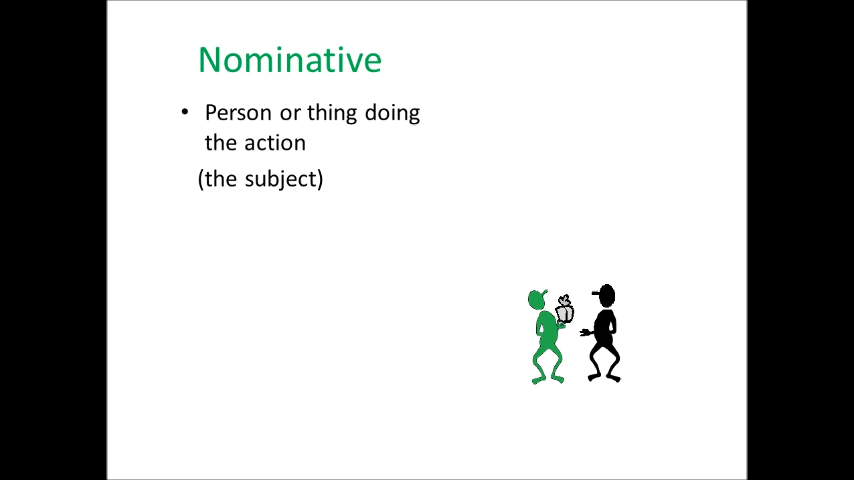 Nominative
• Person or thing doing
the action
(the subject)